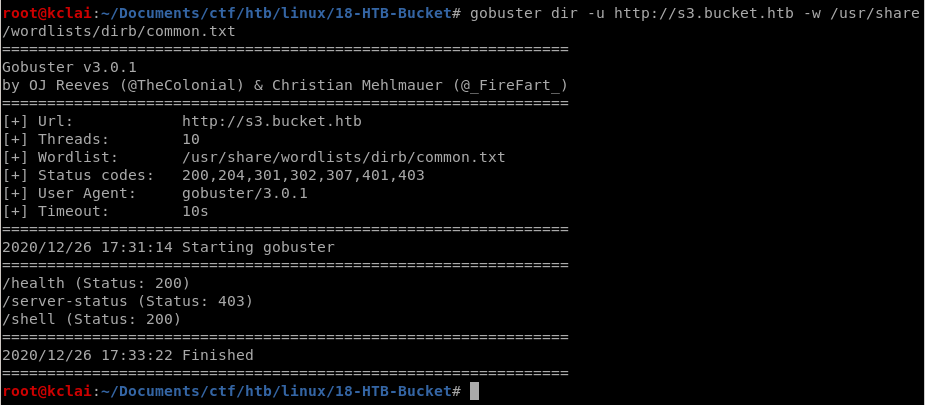 root@kclai:~/Documents/ctf/htb/linux/18-HTB-Bucket# gobuster dir -u http://s3.bucket.htb -w /usr/share
/wordlists/dirb/common.txt
===============================================================
Gobuster v3.0.1
by OJ Reeves (@TheColonial) & Christian Mehlmauer (@_FireFart_)
===============================================================
[+] Url:            http://s3.bucket.htb
[+] Threads:        10
[+] Wordlist:       /usr/share/wordlists/dirb/common.txt
[+] Status codes:   200,204,301,302,307,401,403
[+] User Agent:     gobuster/3.0.1
[+] Timeout:        10s
===============================================================
2020/12/26 17:31:14 Starting gobuster
===============================================================
/health (Status: 200)
/server-status (Status: 403)
/shell (Status: 200)
===============================================================
2020/12/26 17:33:22 Finished
===============================================================
root@kclai:~/Documents/ctf/htb/linux/18-HTB-Bucket#